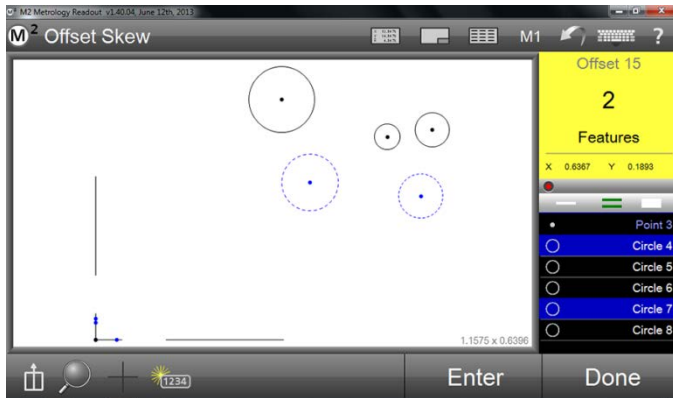 M² M2 Metrology Readout v1.40.04, June 12th, 2013
M² Offset Skew
M1
?
Offset 15
2
Features
X 0.6367 Y 0.1893
Point 3
Circle 4
Circle 5
Circle 6
Circle 7
Circle 8
1.1575 x 0.6396
1234
Enter
Done